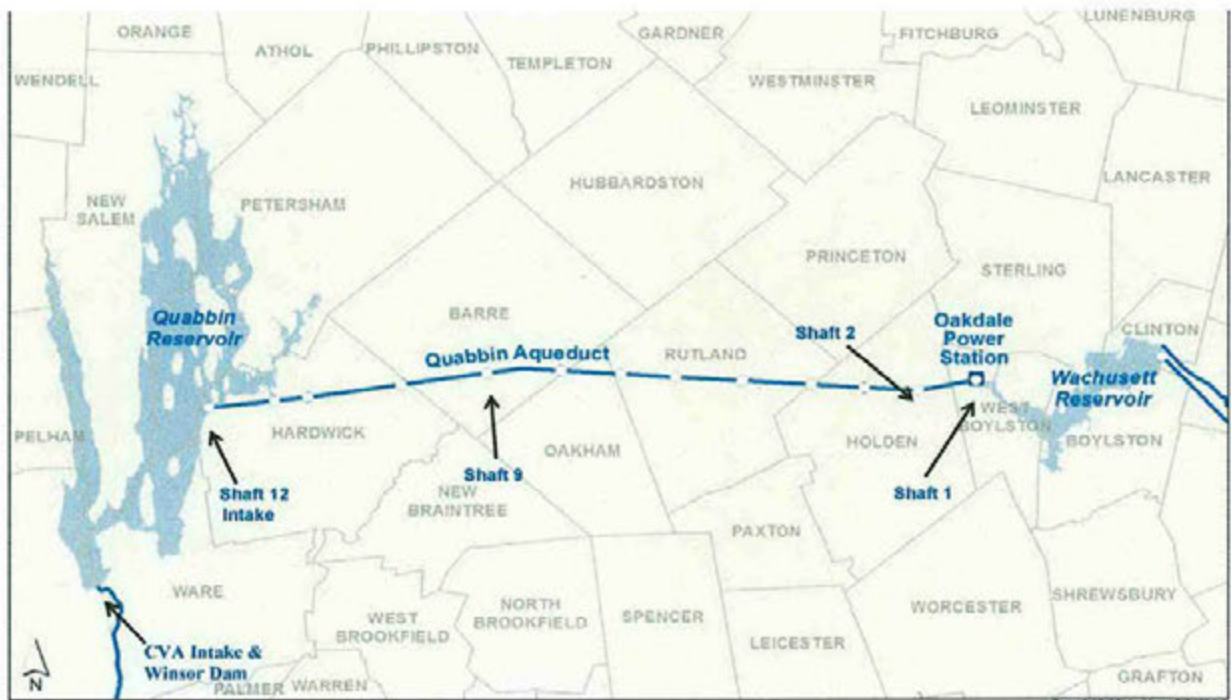 ORANGE
ATHOL
PHILLIPSTON
GARDNER
FITCHBURG
LUNENBURG
WENDELL
TEMPLETON
WESTMINSTER
LEOMINSTER
LANCASTER
NEW
SALEM
PETERSHAM
HUBBARDSTON
PRINCETON
STERLING
Quabbin
Reservoir
BARRE
Quabbin Aqueduct
RUTLAND
Shaft 2
Oakdale
Power
Station
CLINTON
Wachusett
Reservoir
WEST
BOYLSTON
BOYLSTON
PELHAM
HARDWICK
OAKHAM
HOLDEN
Shaft 12
Intake
Shaft 9
Shaft 1
NEW
BRAINTREE
PAXTON
WARE
WEST
BROOKFIELD
NORTH
BROOKFIELD
SPENCER
WORCESTER
SHREWSBURY
LEICESTER
CVA Intake &
Winsor Dam
N
PALMER
WARREN
GRAFTON